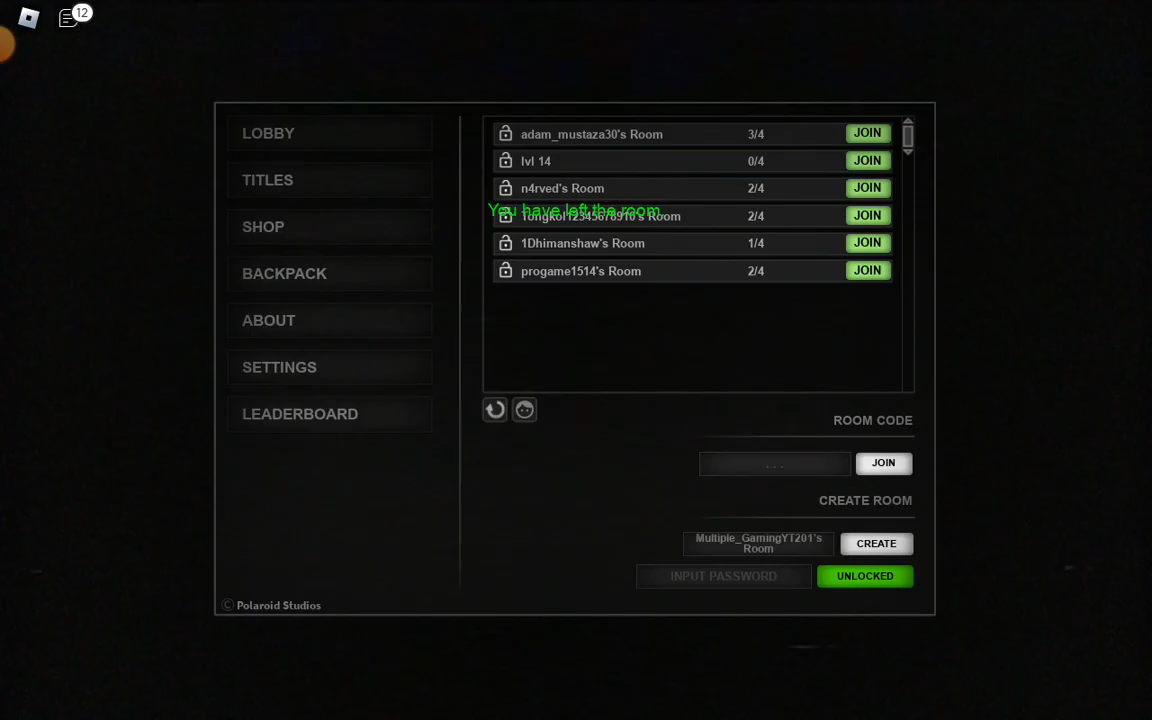 12
LOBBY
TITLES
SHOP
BACKPACK
ABOUT
SETTINGS
LEADERBOARD
© Polaroid Studios
adam_mustaza30's Room 3/4 JOIN
lvl 14 0/4 JOIN
n4rved's Room 2/4 JOIN
You have left the room
Room 2/4 JOIN
1Dhimanshaw's Room 1/4 JOIN
progame1514's Room 2/4 JOIN
ROOM CODE
... JOIN
CREATE ROOM
Multiple_GamingYT201's
Room
CREATE
INPUT PASSWORD UNLOCKED